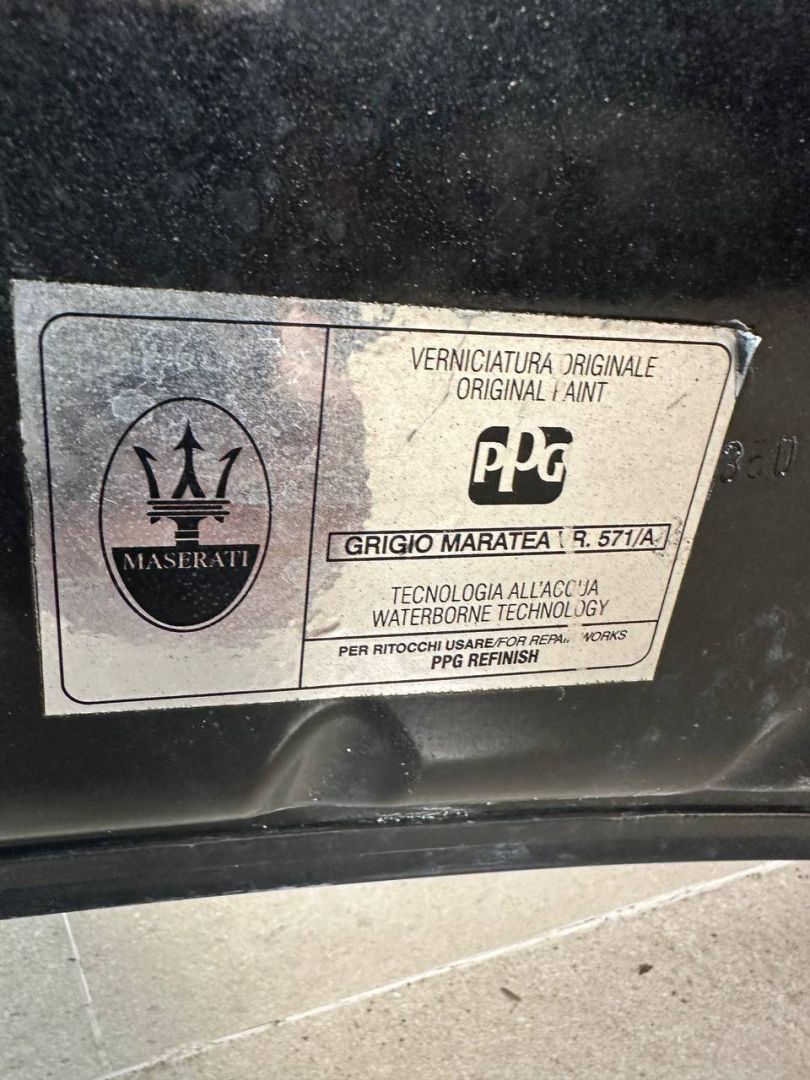 MASERATI
VERNICIATURA ORIGINALE
ORIGINAL PAINT
PPG
GRIGIO MARATEA R. 571/A
TECNOLOGIA ALL'ACQUA
WATERBORNE TECHNOLOGY
PER RITOCCHI USARE/FOR REPAIR WORKS
PPG REFINISH